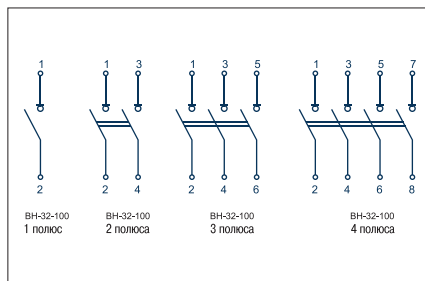 1 1 3 1 3 5 1 3 5 7
2 2 4 2 4 6 2 4 6 8
ВН-32-100 ВН-32-100 ВН-32-100 ВН-32-100
1 полюс 2 полюса 3 полюса 4 полюса